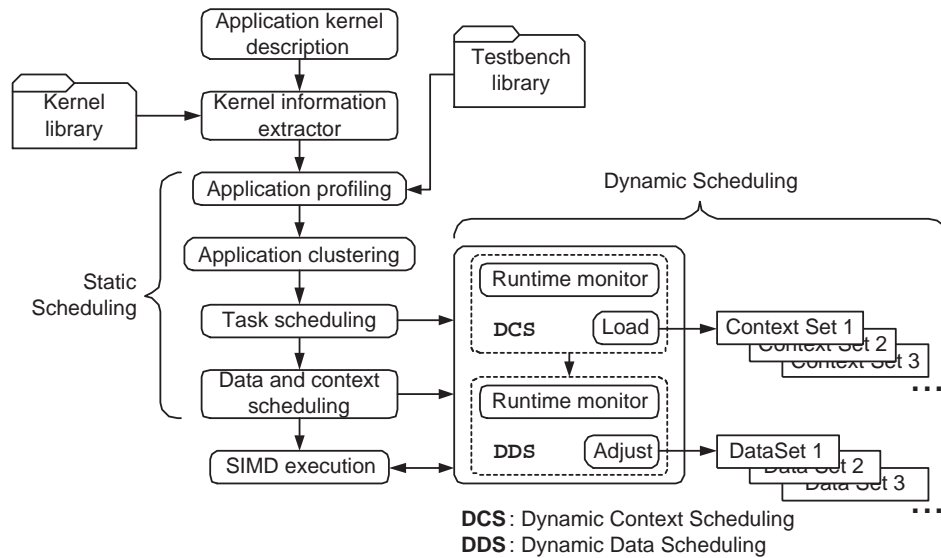 Application kernel
description
Testbench
library
Kernel
library
Kernel information
extractor
Application profiling
Dynamic Scheduling
Application clustering
Static
Scheduling
Runtime monitor
Task scheduling
DCS
Load
Context Set 1
Context Set 2
Context Set 3
...
Data and context
scheduling
Runtime monitor
SIMD execution
DDS
Adjust
DataSet 1
Data Set 2
Data Set 3
...
DCS : Dynamic Context Scheduling
DDS : Dynamic Data Scheduling